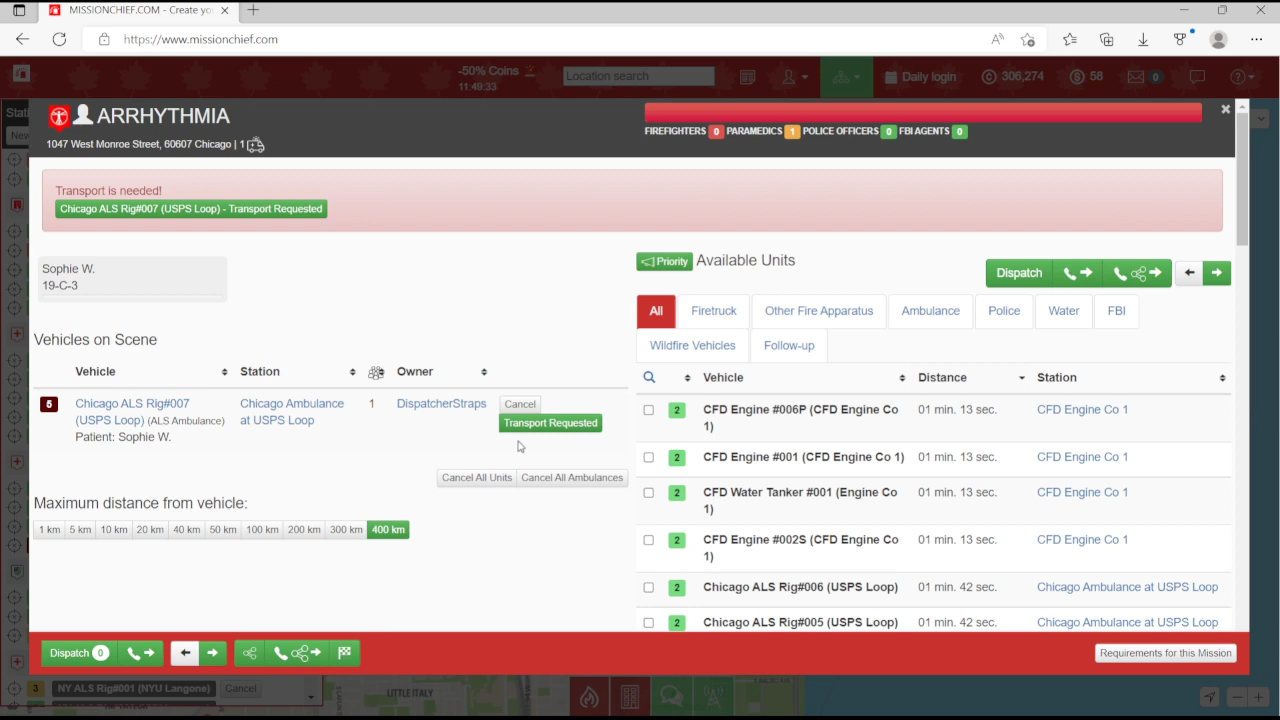 MISSIONCHIEF.COM - Create yo
https://www.missionchief.com
-50% Coins
11:49:33
Location search
Daily login
306,274
58
0
Stati
New
ARRHYTHMIA
1047 West Monroe Street, 60607 Chicago | 1
FIREFIGHTERS 0 PARAMEDICS 1 POLICE OFFICERS 0 FBI AGENTS 0
Transport is needed!
Chicago ALS Rig#007 (USPS Loop) - Transport Requested
Sophie W.
19-C-3
Vehicles on Scene
Vehicle Station Owner
5 Chicago ALS Rig#007 Chicago Ambulance 1 DispatcherStraps Cancel
(USPS Loop) (ALS Ambulance) at USPS Loop Transport Requested
Patient: Sophie W.
Cancel All Units Cancel All Ambulances
Maximum distance from vehicle:
1 km 5 km 10 km 20 km 40 km 50 km 100 km 200 km 300 km 400 km
Priority Available Units
Dispatch
All Firetruck Other Fire Apparatus Ambulance Police Water FBI
Wildfire Vehicles Follow-up
Vehicle Distance Station
2 CFD Engine #006P (CFD Engine Co 01 min. 13 sec. CFD Engine Co 1
1)
2 CFD Engine #001 (CFD Engine Co 1) 01 min. 13 sec. CFD Engine Co 1
2 CFD Water Tanker #001 (Engine Co 01 min. 13 sec. CFD Engine Co 1
1)
2 CFD Engine #002S (CFD Engine Co 01 min. 13 sec. CFD Engine Co 1
1)
2 Chicago ALS Rig#006 (USPS Loop) 01 min. 42 sec. Chicago Ambulance at USPS Loop
2 Chicago ALS Rig#005 (USPS Loop) 01 min. 42 sec. Chicago Ambulance at USPS Loop
Dispatch 0
Requirements for this Mission
3 NY ALS Rig#001 (NYU Langone) Cancel
LITTLE ITALY